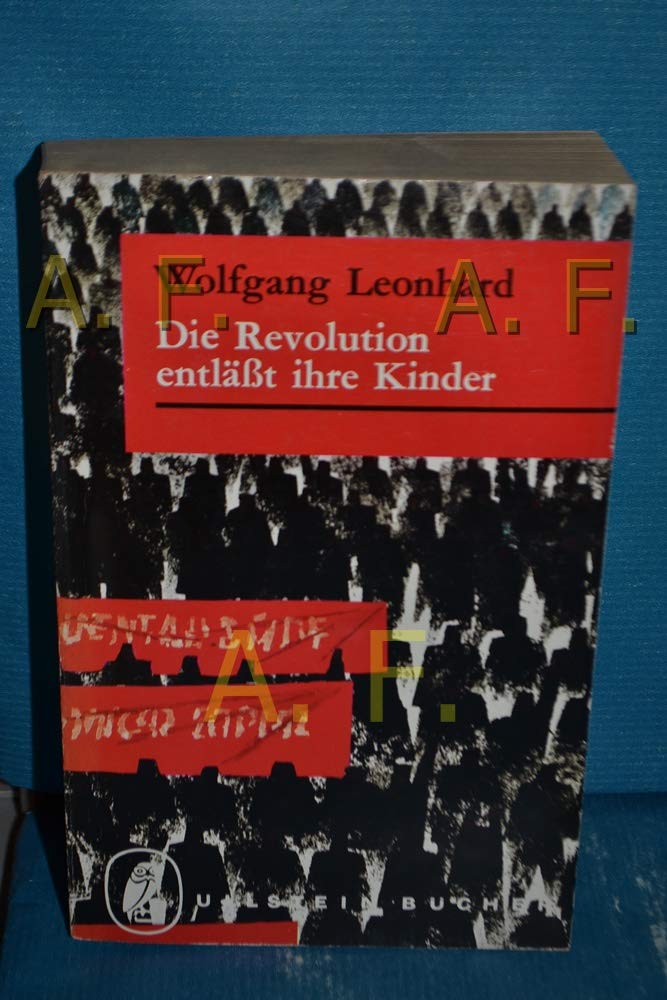 Wolfgang Leonhard
Die Revolution
entläßt ihre Kinder
A. F. A. F.
A. F.
ULLSTEIN · BÜCHER